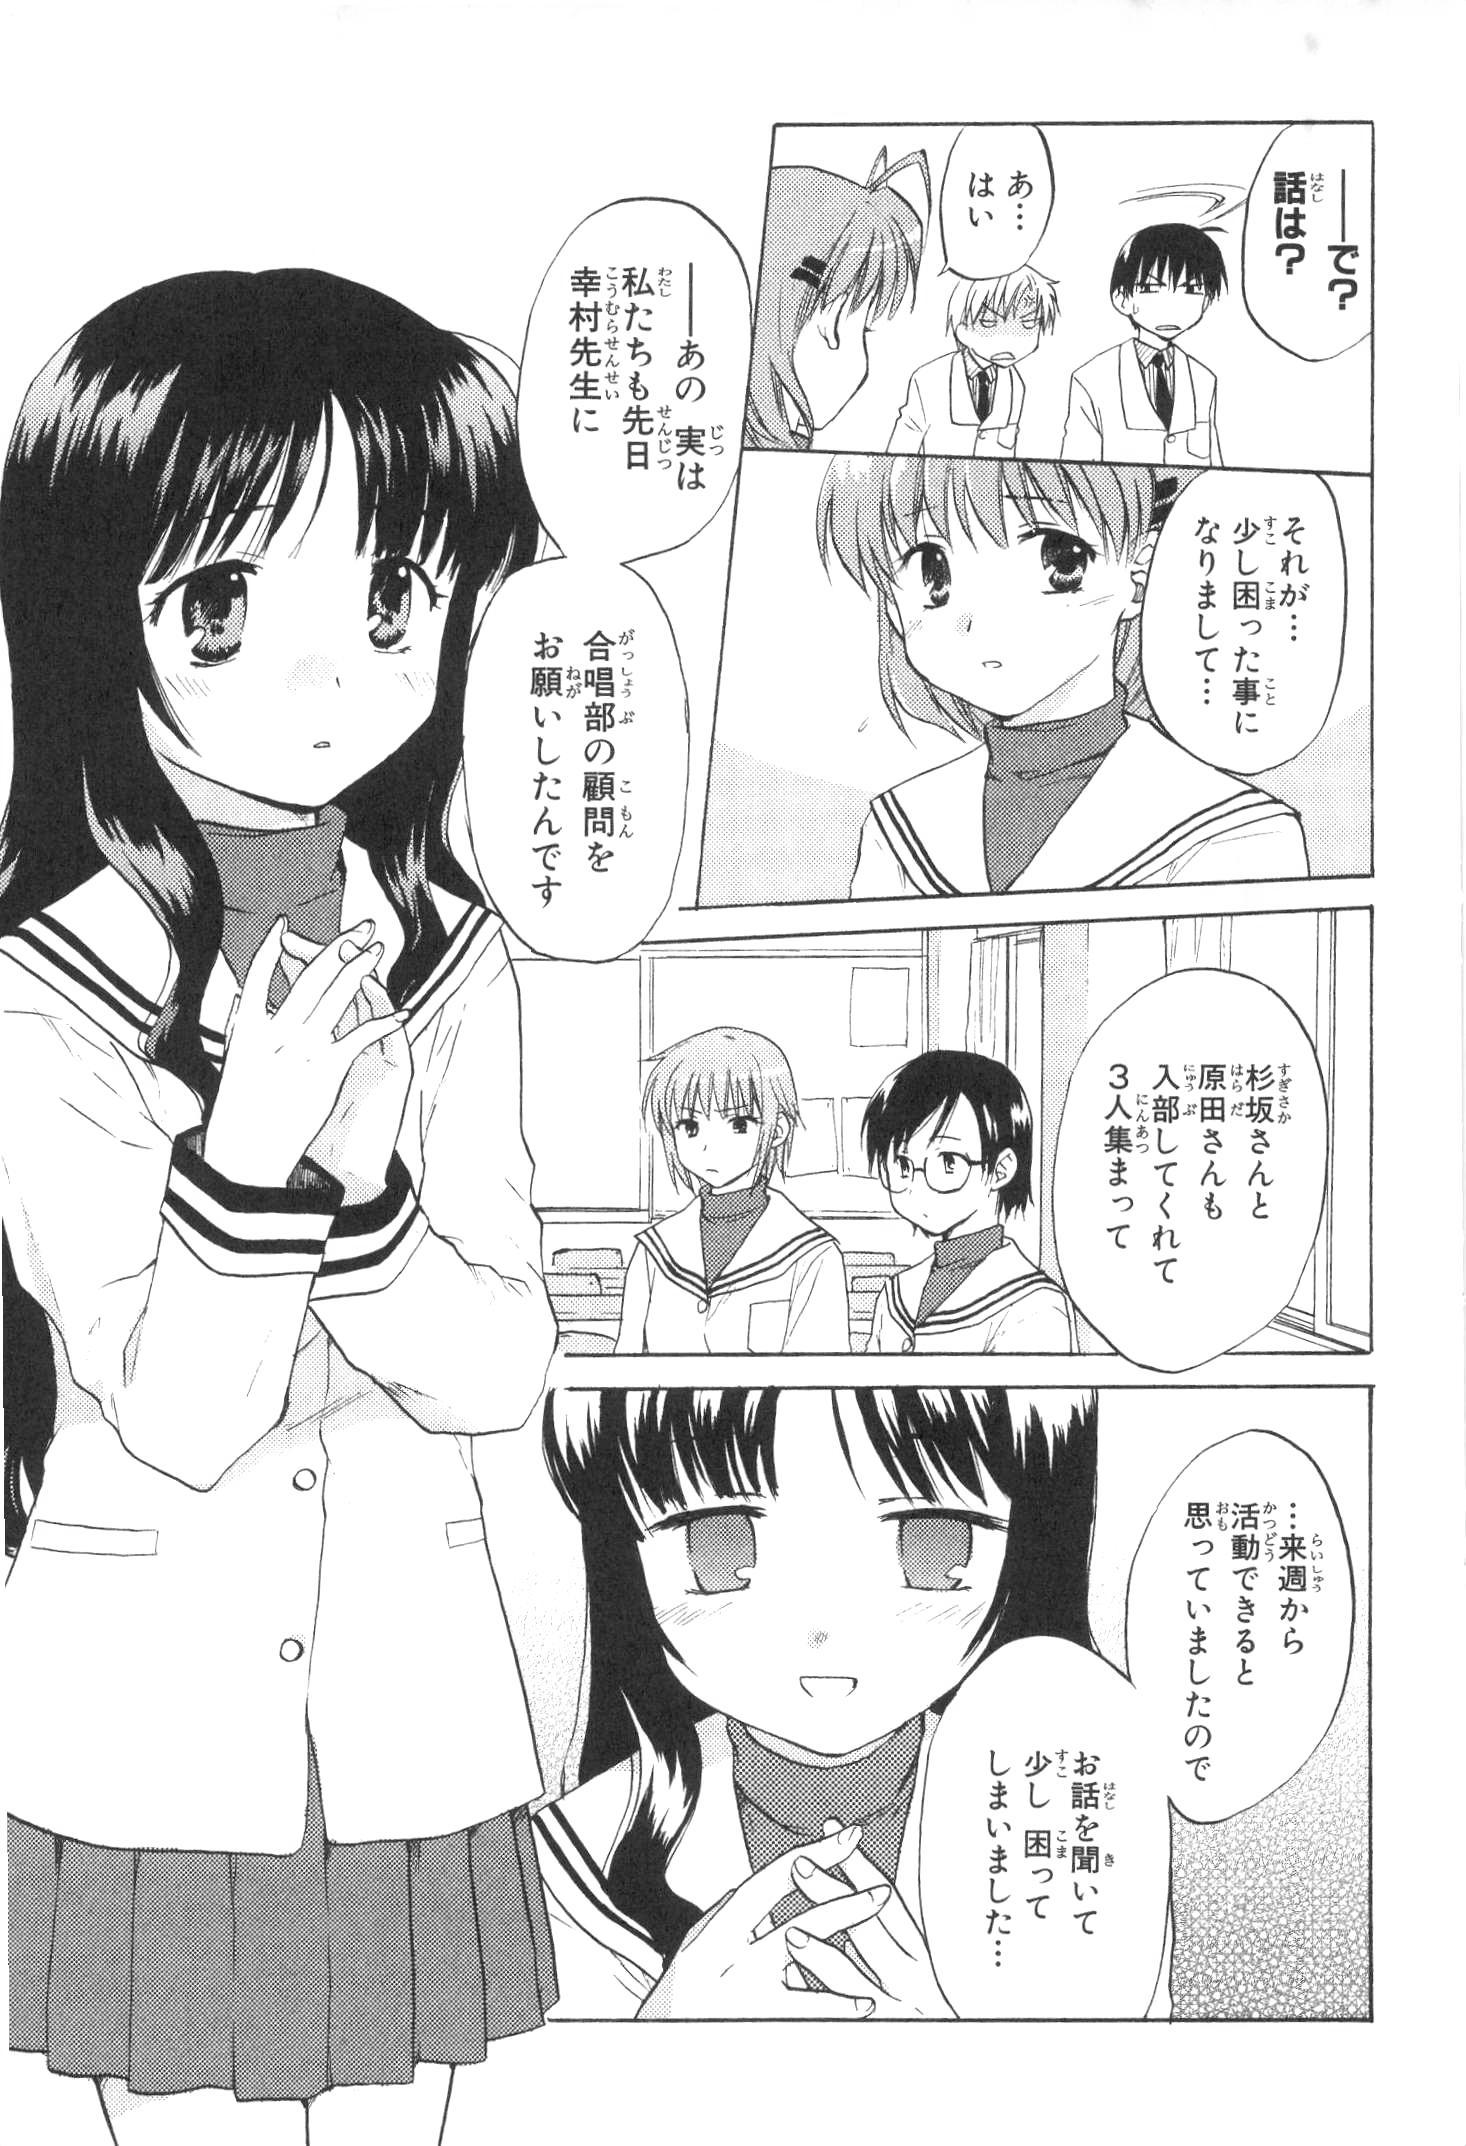 ――で?
話は?
あ…
はい
それが…
少し困った事に
なりまして…
――あの 実は
私たちも先日
幸村先生に
合唱部の顧問を
お願いしたんです
杉坂さんと
原田さんも
入部してくれて
3人集まって
…来週から
活動できると
思っていましたので
お話を聞いて
少し 困って
しまいました…